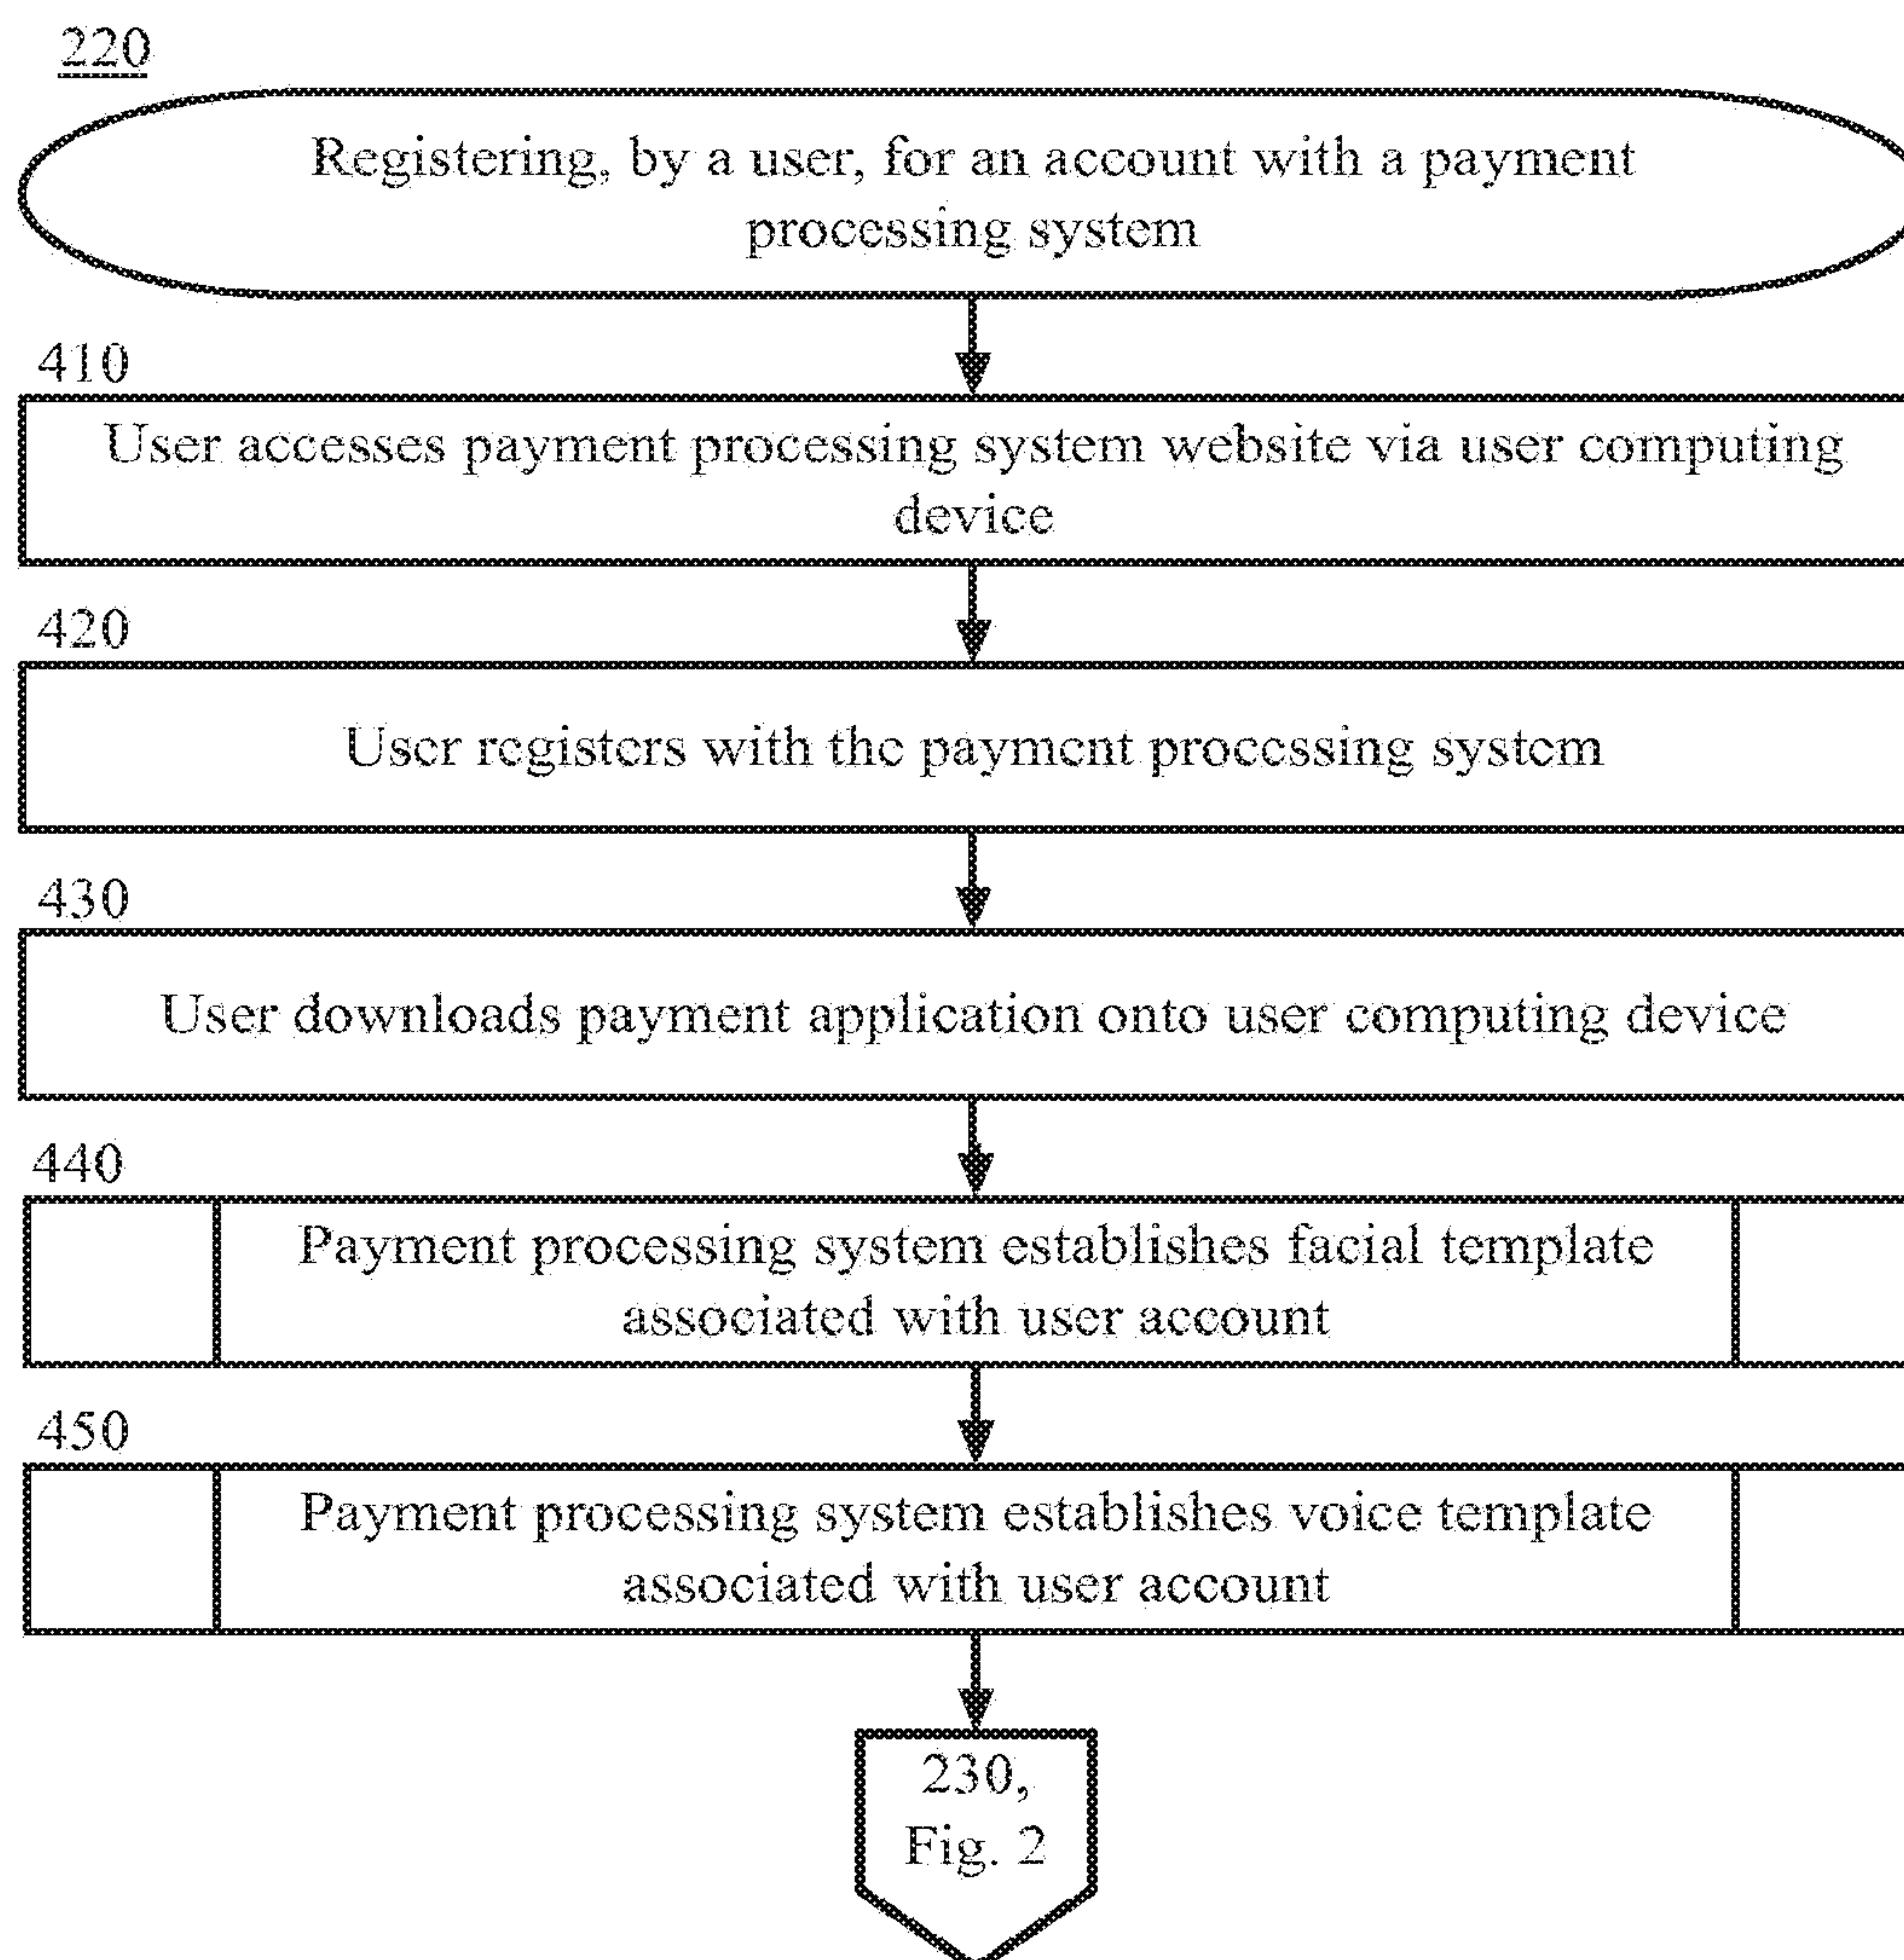 220
Registering, by a user, for an account with a payment
processing system
410
User accesses payment processing system website via user computing
device
420
User registers with the payment processing system
430
User downloads payment application onto user computing device
440
Payment processing system establishes facial template
associated with user account
450
Payment processing system establishes voice template
associated with user account
230,
Fig. 2